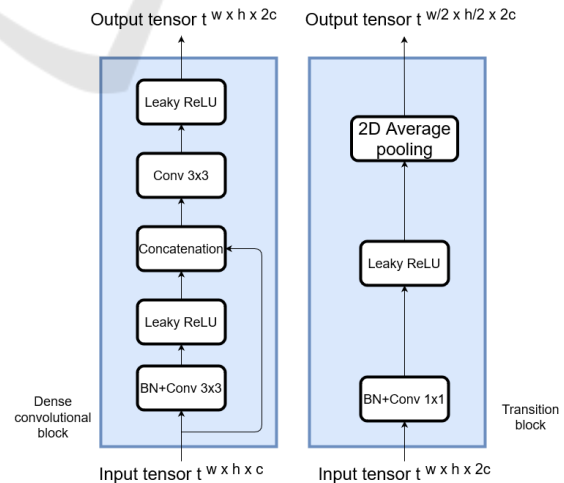 Output tensor t w x h x 2c
Output tensor t w/2 x h/2 x 2c
Leaky ReLU
Conv 3x3
Concatenation
Leaky ReLU
BN+Conv 3x3
Dense
convolutional
block
Input tensor t w x h x c
2D Average
pooling
Leaky ReLU
BN+Conv 1x1
Transition
block
Input tensor t w x h x 2c